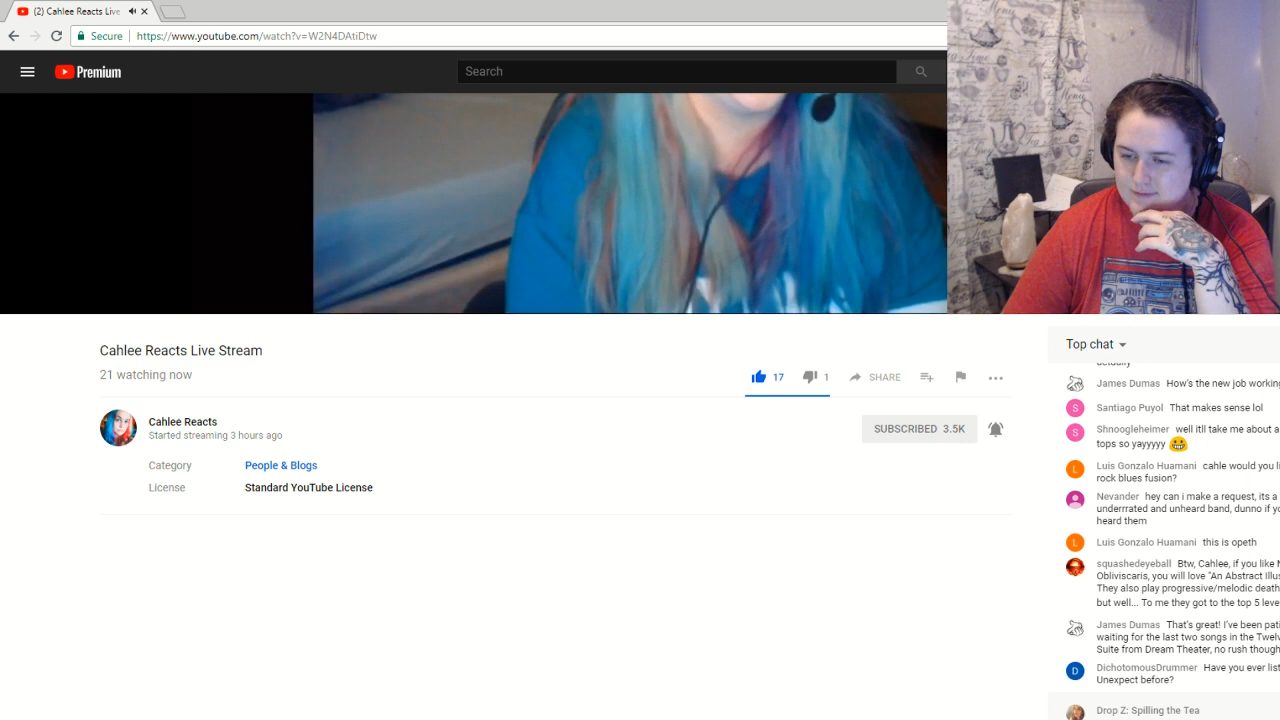 (2) Cahlee Reacts Live
Secure https://www.youtube.com/watch?v=W2N4DAtiDtw
Premium
Search
Cahlee Reacts Live Stream
21 watching now
17
1
SHARE
Cahlee Reacts
Started streaming 3 hours ago
SUBSCRIBED 3.5K
Category People & Blogs
License Standard YouTube License
Top chat
actually
James Dumas How's the new job working
S Santiago Puyol That makes sense lol
S Shnoogleheimer well itll take me about a
tops so yayyyyy
L Luis Gonzalo Huamani cahle would you li
rock blues fusion?
Nevander hey can i make a request, its a
underrrated and unheard band, dunno if yo
heard them
L Luis Gonzalo Huamani this is opeth
squashedeyeball Btw, Cahlee, if you like N
Obliviscaris, you will love "An Abstract Illus
They also play progressive/melodic death
but well... To me they got to the top 5 leve
James Dumas That's great! I've been pati
waiting for the last two songs in the Twelv
Suite from Dream Theater, no rush though
D DichotomousDrummer Have you ever list
Unexpect before?
Drop Z: Spilling the Tea